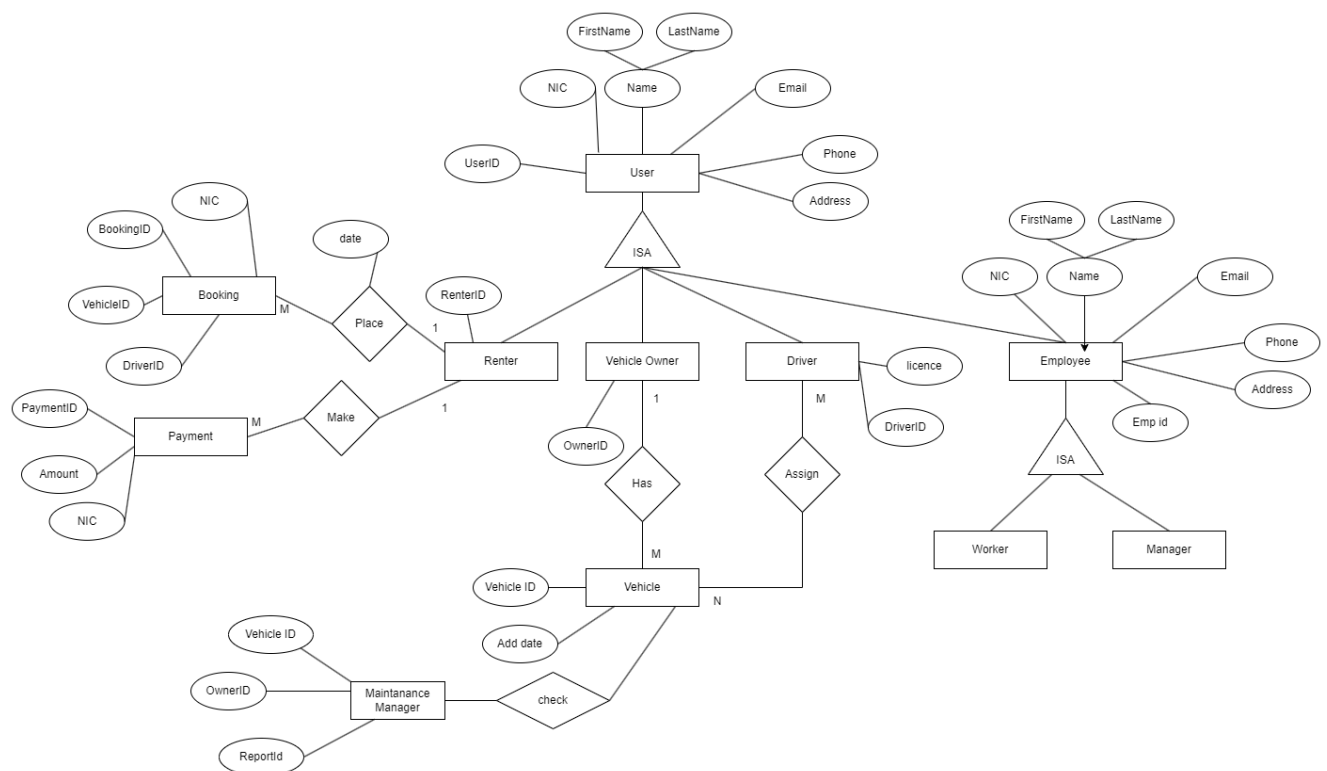 FirstName
LastName
NIC
Name
Email
UserID
User
Phone
Address
ISA
NIC
BookingID
date
VehicleID
Booking
M
Place
1
RenterID
DriverID
Renter
Vehicle Owner
Driver
licence
DriverID
FirstName
LastName
NIC
Name
Email
Employee
Phone
Address
Emp id
ISA
Worker
Manager
PaymentID
Payment
M
Make
1
Amount
NIC
1
OwnerID
Has
M
M
Assign
N
Vehicle ID
Vehicle
Add date
Vehicle ID
OwnerID
Maintanance
Manager
check
ReportId